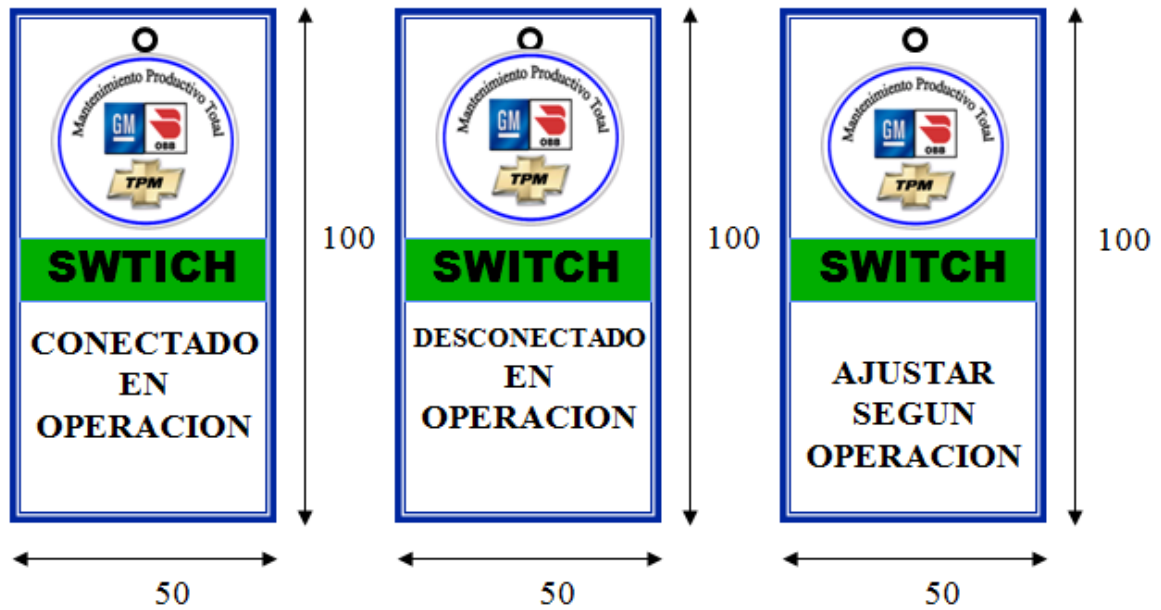 Mantenimiento Productivo Total
GM
OBB
TPM
SWTICH
CONECTADO
EN
OPERACION
100
50
Mantenimiento Productivo Total
GM
OBB
TPM
SWITCH
DESCONECTADO
EN
OPERACION
100
50
Mantenimiento Productivo Total
GM
OBB
TPM
SWITCH
AJUSTAR
SEGUN
OPERACION
100
50